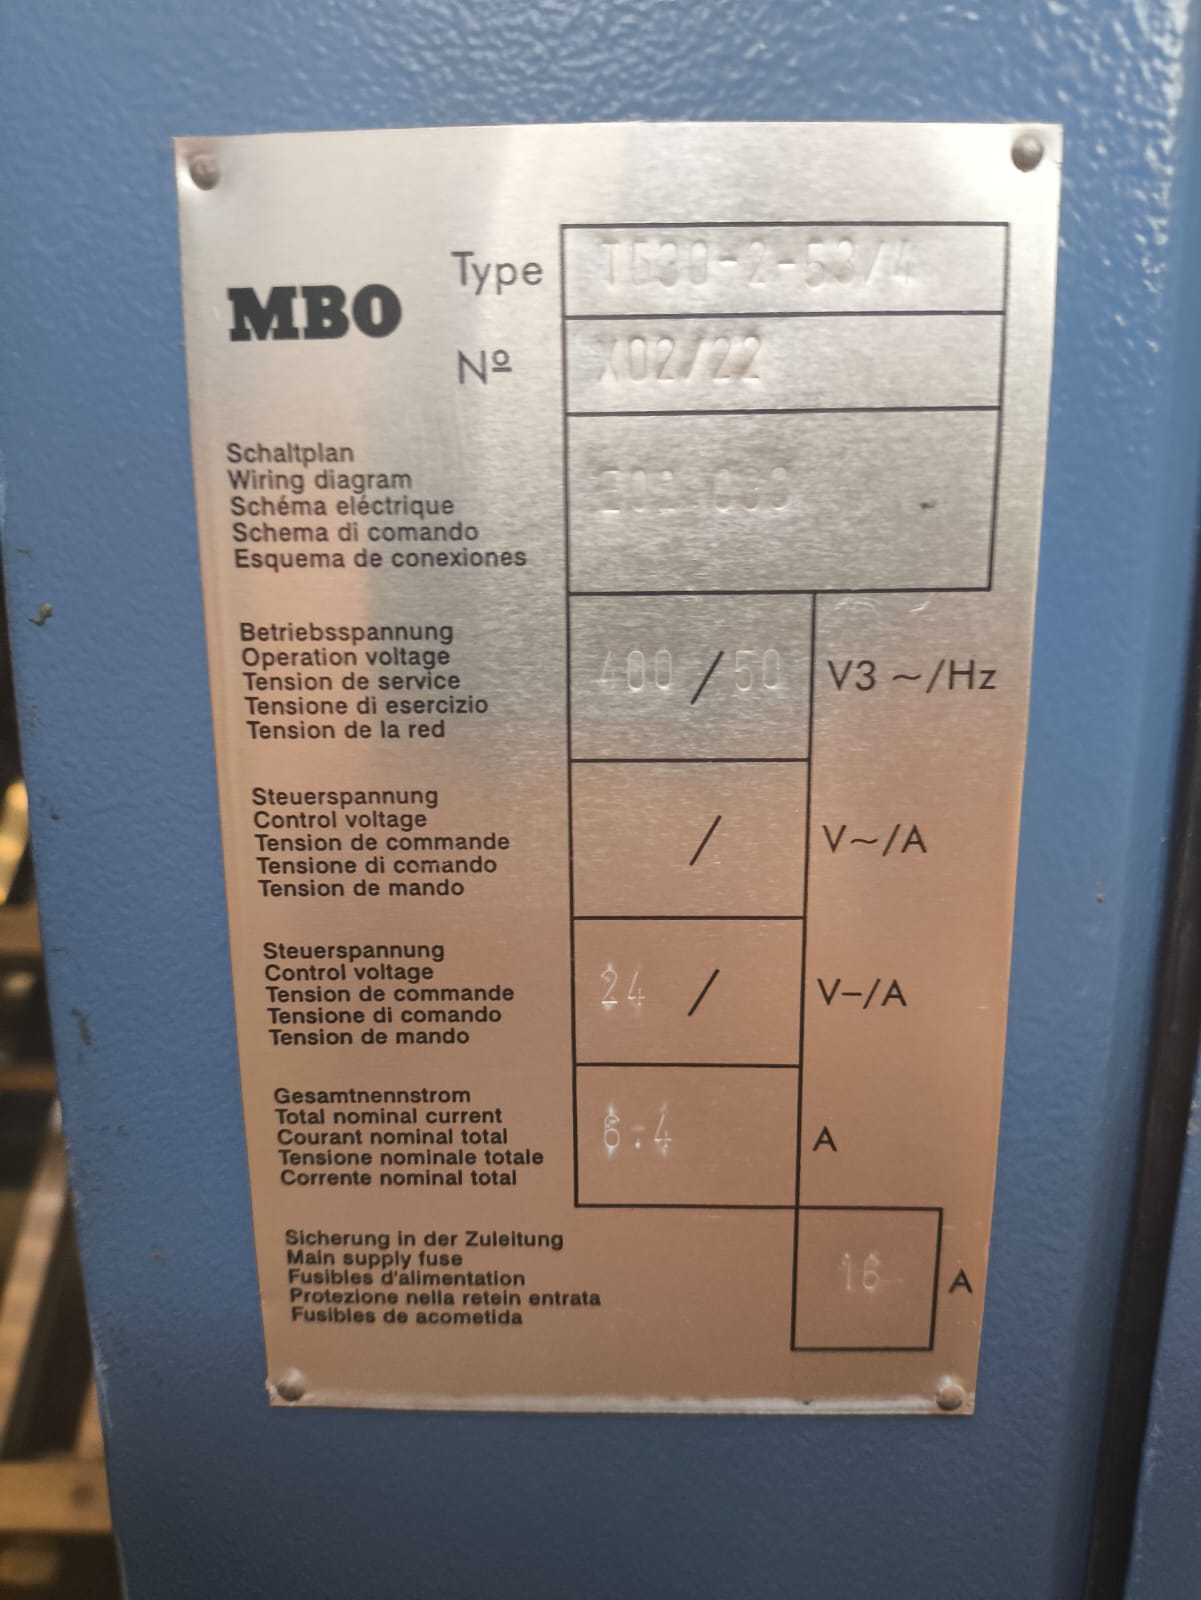 MBO
Type T530-2-53/4
Nº X02/22
Schaltplan
Wiring diagram
Schéma eléctrique
Schema di comando
Esquema de conexiones
Betriebsspannung
Operation voltage
Tension de service
Tensione di esercizio
Tension de la red
400 / 50 V3 ~/Hz
Steuerspannung
Control voltage
Tension de commande
Tensione di comando
Tension de mando
/ V~/A
Steuerspannung
Control voltage
Tension de commande
Tensione di comando
Tension de mando
24 / V–/A
Gesamtnennstrom
Total nominal current
Courant nominal total
Tensione nominale totale
Corrente nominal total
6.4 A
Sicherung in der Zuleitung
Main supply fuse
Fusibles d'alimentation
Protezione nella retein entrata
Fusibles de acometida
16 A